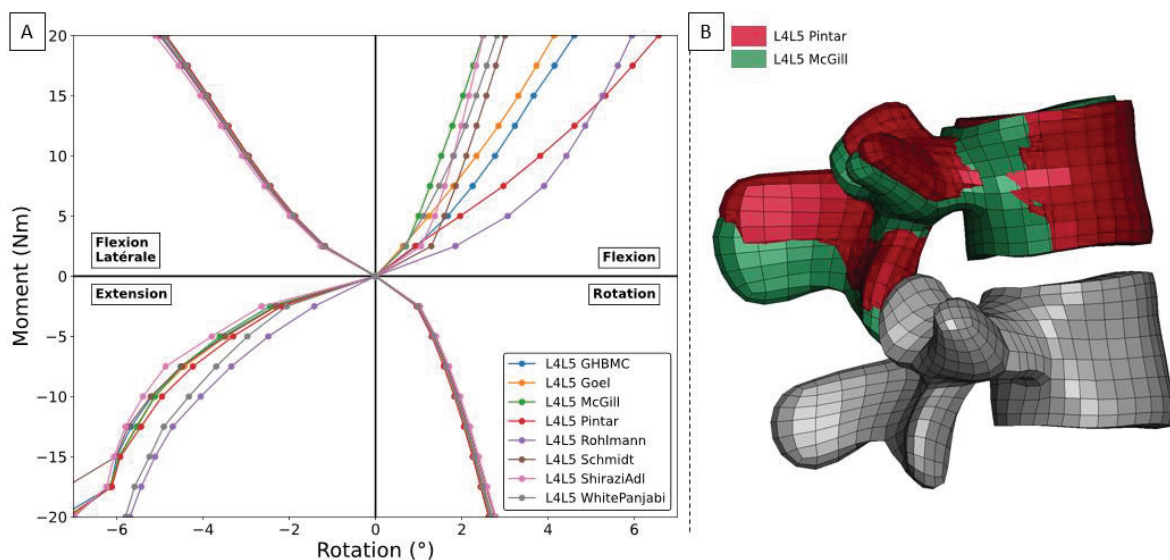 A
20
15
10
5
0
−5
−10
−15
−20
Moment (Nm)
Flexion
Latérale
Flexion
Extension
Rotation
L4L5 GHBMC
L4L5 Goel
L4L5 McGill
L4L5 Pintar
L4L5 Rohlmann
L4L5 Schmidt
L4L5 ShiraziAdl
L4L5 WhitePanjabi
−6 −4 −2 0 2 4 6
Rotation (°)
B
L4L5 Pintar
L4L5 McGill